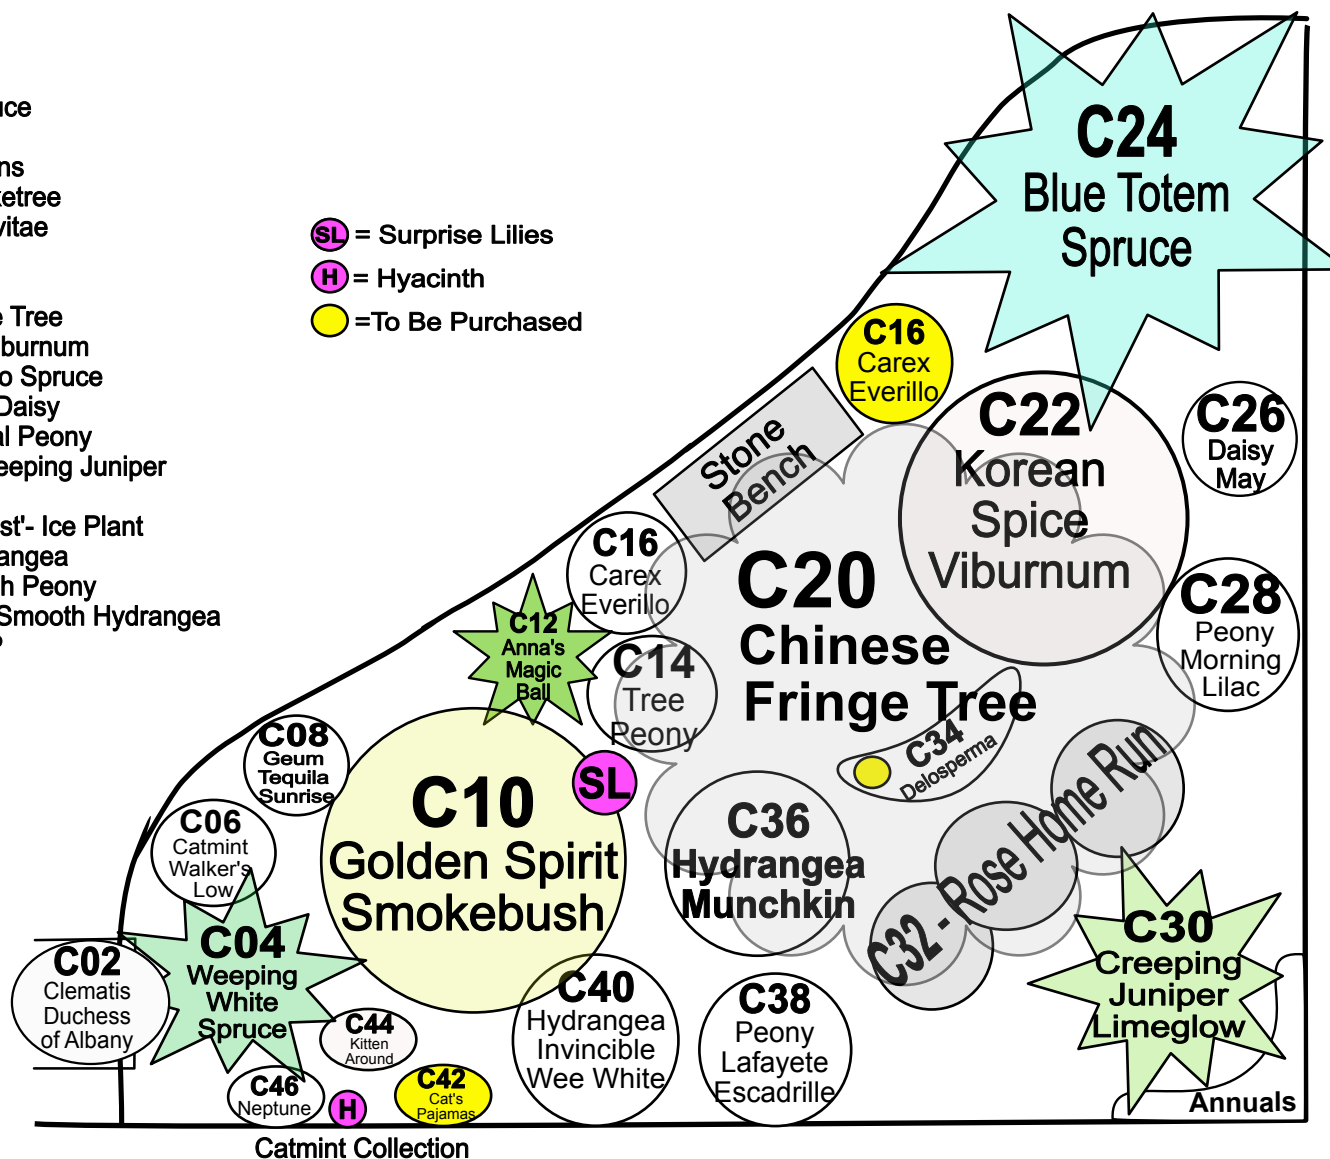 uce
ns
ketree
vitae
e Tree
burnum
o Spruce
Daisy
al Peony
eeping Juniper
st'- Ice Plant
angea
h Peony
Smooth Hydrangea
SL = Surprise Lilies
H = Hyacinth
=To Be Purchased
C24
Blue Totem
Spruce
C16
Carex
Everillo
C22
Korean
Spice
Viburnum
C26
Daisy
May
Stone
Bench
C16
Carex
Everillo
C20
Chinese
Fringe Tree
C28
Peony
Morning
Lilac
C12
Anna's
Magic
Ball
C14
Tree
Peony
C34
Delosperma
C08
Geum
Tequila
Sunrise
SL
C10
Golden Spirit
Smokebush
C36
Hydrangea
Munchkin
C32 - Rose Home Run
C06
Catmint
Walker's
Low
C04
Weeping
White
Spruce
C02
Clematis
Duchess
of Albany
C30
Creeping
Juniper
Limeglow
C44
Kitten
Around
C40
Hydrangea
Invincible
Wee White
C38
Peony
Lafayete
Escadrille
C46
Neptune
H
C42
Cat's
Pajamas
Annuals
Catmint Collection